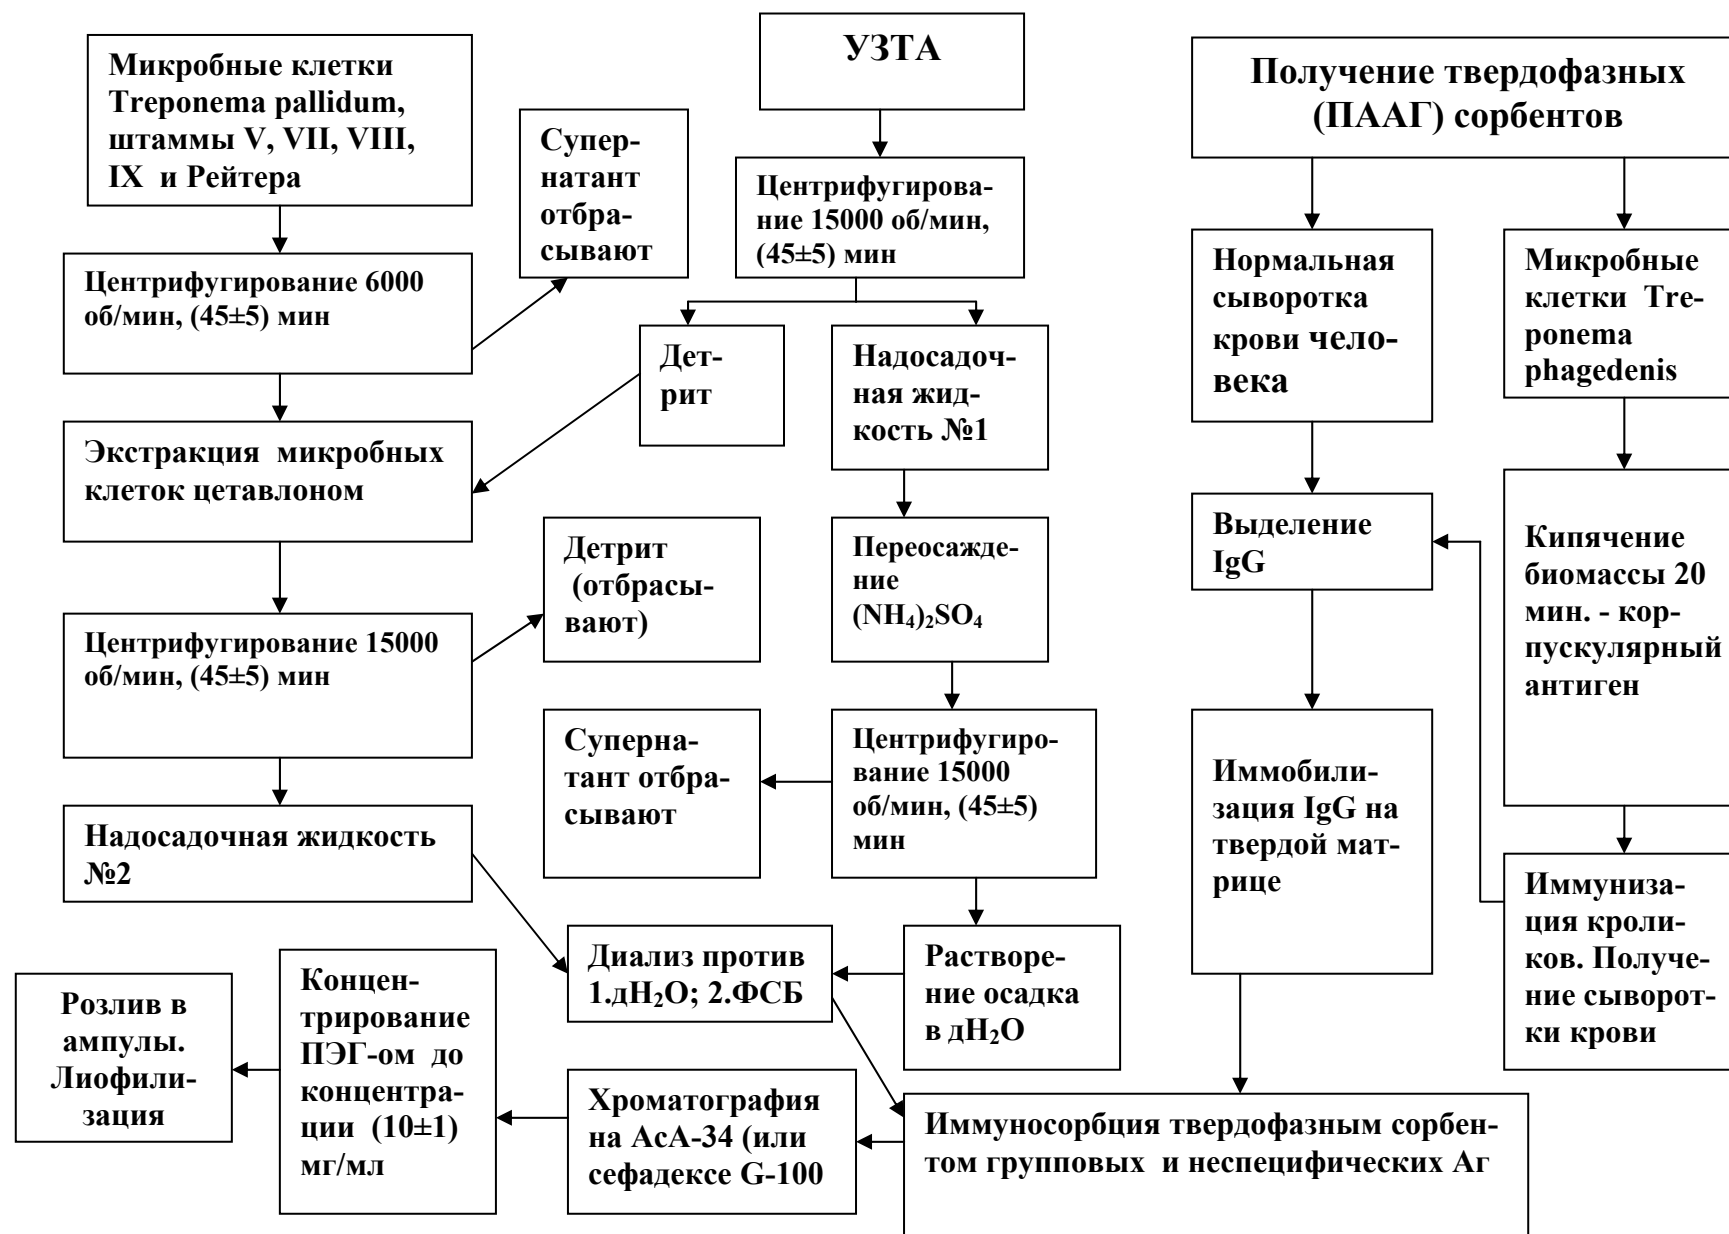 Микробные клетки
Treponema pallidum,
штаммы V, VII, VIII,
IX и Рейтера
Центрифугирование 6000
об/мин, (45±5) мин
Экстракция микробных
клеток цетавлоном
Центрифугирование 15000
об/мин, (45±5) мин
Надосадочная жидкость
№2
Супер-
натант
отбра-
сывают
УЗТА
Центрифугирова-
ние 15000 об/мин,
(45±5) мин
Дет-
рит
Надосадоч-
ная жид-
кость №1
Детрит
(отбрасы-
вают)
Переосажде-
ние
(NH₄)₂SO₄
Суперна-
тант отбра-
сывают
Центрифугиро-
вание 15000
об/мин, (45±5)
мин
Диализ против
1.дН₂О; 2.ФСБ
Растворе-
ние осадка
в дН₂О
Получение твердофазных
(ПААГ) сорбентов
Нормальная
сыворотка
крови чело-
века
Микробные
клетки Tre-
ponema
phagedenis
Выделение
IgG
Кипячение
биомассы 20
мин. - кор-
пускулярный
антиген
Иммобили-
зация IgG на
твердой мат-
рице
Иммуниза-
ция кроли-
ков. Получе-
ние сыворот-
ки крови
Иммуносорбция твердофазным сорбен-
том групповых и неспецифических Аг
Хроматография
на АсА-34 (или
сефадексе G-100
Концен-
трирование
ПЭГ-ом до
концентра-
ции (10±1)
мг/мл
Розлив в
ампулы.
Лиофили-
зация